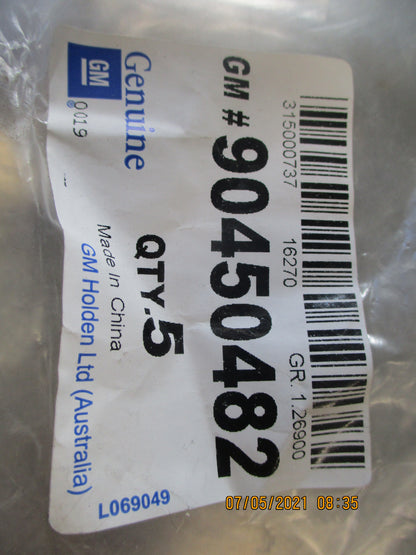 315000737 16270 GR. 1.26900
GM # 90450482
Genuine
GM
®
0019
QTY.5
Made In China
GM Holden Ltd (Australia)
L069049
07/05/2021 08:35